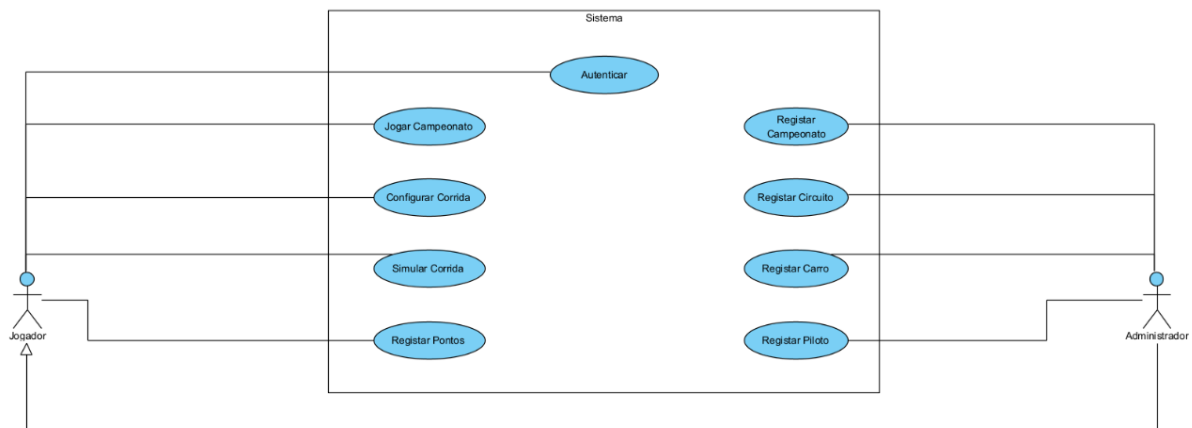 Sistema
Autenticar
Jogar Campeonato
Registar
Campeonato
Configurar Corrida
Registar Circuito
Simular Corrida
Registar Carro
Jogador
Registar Pontos
Registar Piloto
Administrador